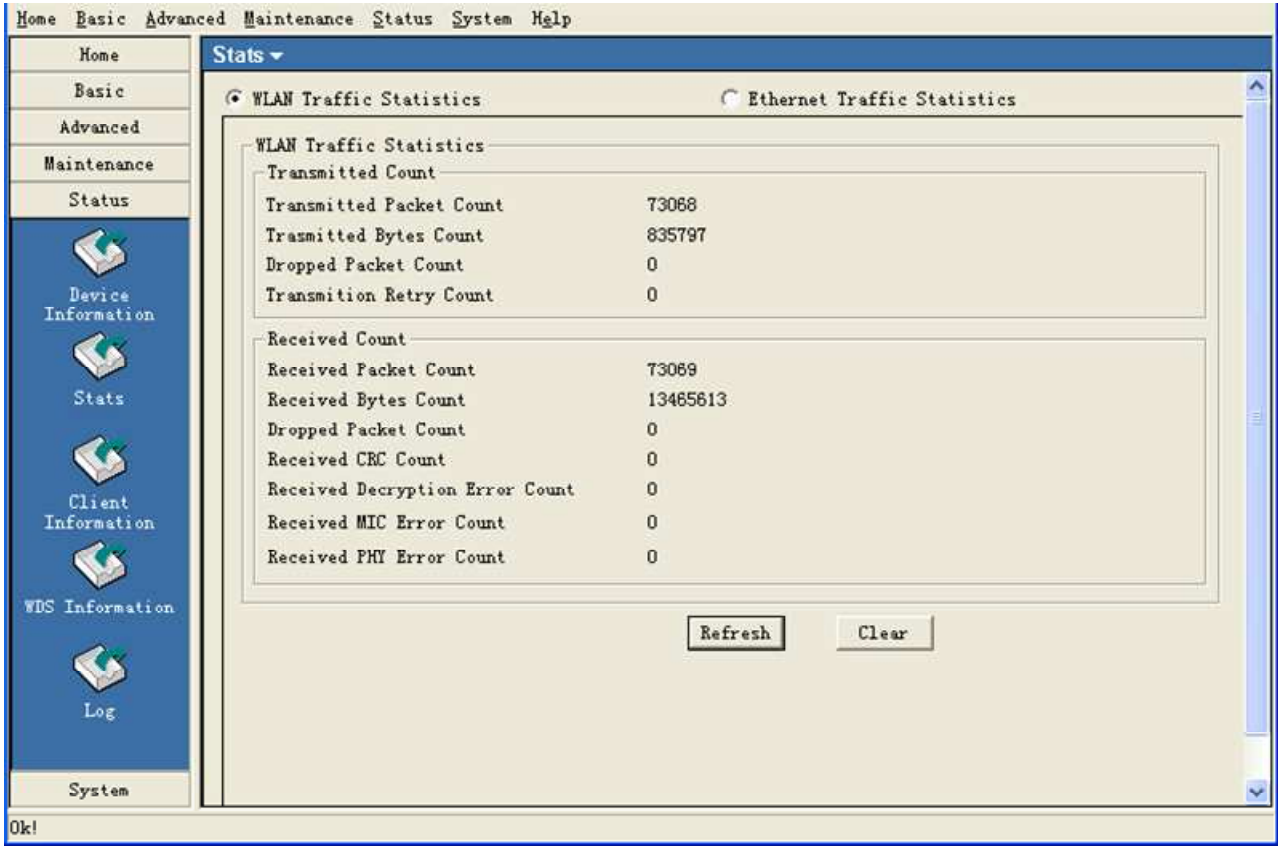 Home Basic Advanced Maintenance Status System Help
Home
Basic
Advanced
Maintenance
Status
Device
Information
Stats
Client
Information
WDS Information
Log
System
Stats
WLAN Traffic Statistics Ethernet Traffic Statistics
WLAN Traffic Statistics
Transmitted Count
Transmitted Packet Count 73068
Trasmitted Bytes Count 835797
Dropped Packet Count 0
Transmition Retry Count 0
Received Count
Received Packet Count 73069
Received Bytes Count 13465613
Dropped Packet Count 0
Received CRC Count 0
Received Decryption Error Count 0
Received MIC Error Count 0
Received PHY Error Count 0
Refresh Clear
Ok!